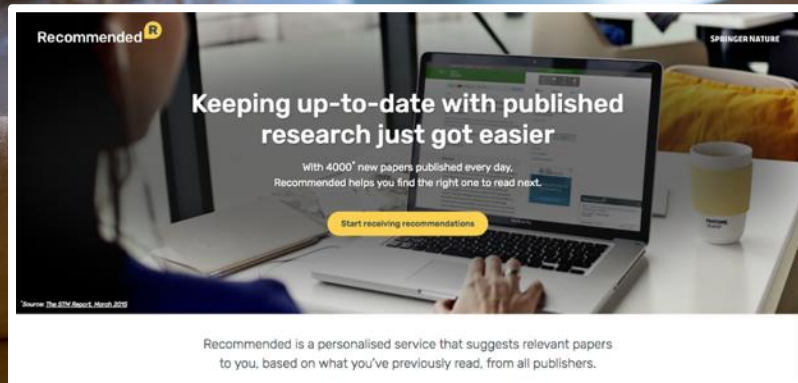 Recommended R
SPRINGER NATURE
Keeping up-to-date with published
research just got easier
With 4000* new papers published every day,
Recommended helps you find the right one to read next.
Start receiving recommendations
*Source: The STM Report, March 2015
Recommended is a personalised service that suggests relevant papers
to you, based on what you've previously read, from all publishers.